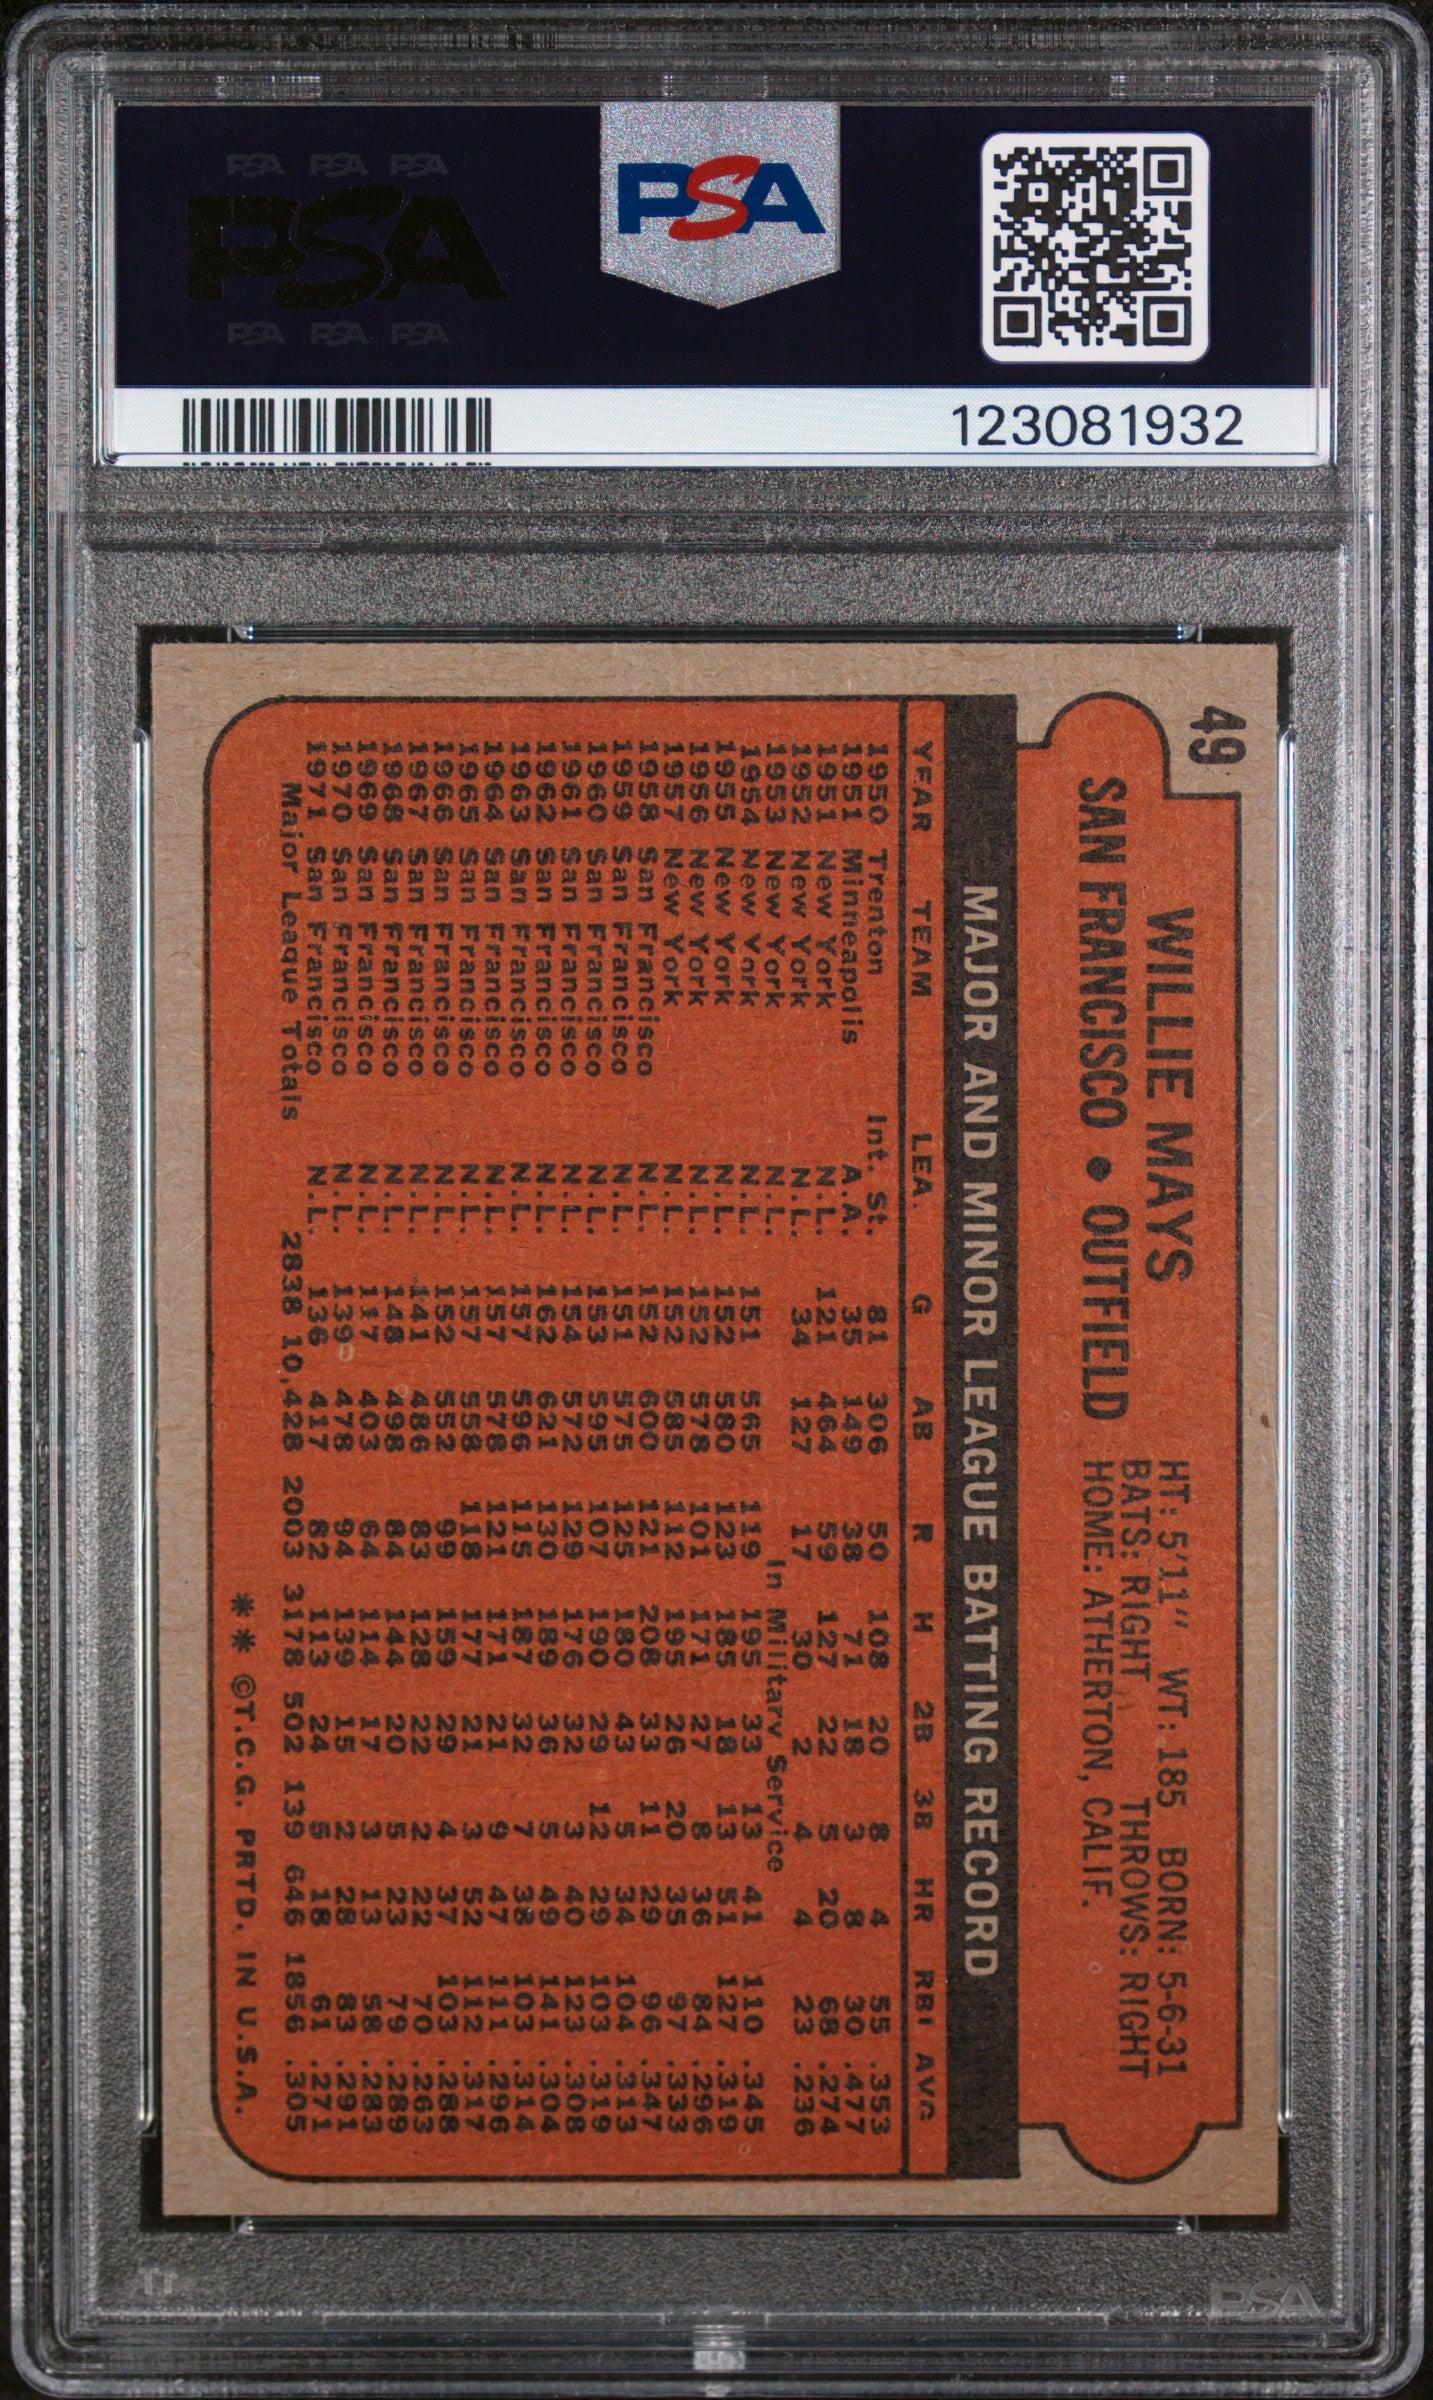 PSA PSA PSA
PSA
PSA PSA PSA
PSA
123081932
49
WILLIE MAYS
SAN FRANCISCO • OUTFIELD
HT: 5'11" WT: 185 BORN: 5-6-31
BATS: RIGHT THROWS: RIGHT
HOME: ATHERTON, CALIF.
MAJOR AND MINOR LEAGUE BATTING RECORD
YEAR TEAM LEA. G AB R H 2B 3B HR RBI AVG
1950 Trenton Int. St. 81 306 50 108 20 8 4 55 .353
1951 Minneapolis A.A. 35 149 38 71 18 3 8 30 .477
1951 New York N.L. 121 464 59 127 22 5 20 68 .274
1952 New York N.L. 34 127 17 30 2 4 4 23 .236
1953 New York N.L. In Military Service
1954 New York N.L. 151 565 119 195 33 13 41 110 .345
1955 New York N.L. 152 580 123 185 18 13 51 127 .319
1956 New York N.L. 152 578 101 171 27 8 36 84 .296
1957 New York N.L. 152 585 112 195 26 20 35 97 .333
1958 San Francisco N.L. 152 600 121 208 33 11 29 96 .347
1959 San Francisco N.L. 151 575 125 180 43 5 34 104 .313
1960 San Francisco N.L. 153 595 107 190 29 12 29 103 .319
1961 San Francisco N.L. 154 572 129 176 32 3 40 123 .308
1962 San Francisco N.L. 162 621 130 189 36 5 49 141 .304
1963 San Francisco N.L. 157 596 115 187 32 7 38 103 .314
1964 San Francisco N.L. 157 578 121 171 21 9 47 111 .296
1965 San Francisco N.L. 157 558 118 177 21 3 52 112 .317
1966 San Francisco N.L. 152 552 99 159 29 4 37 103 .288
1967 San Francisco N.L. 141 486 83 128 22 2 22 70 .263
1968 San Francisco N.L. 148 498 84 144 20 5 23 79 .289
1969 San Francisco N.L. 117 403 64 114 17 3 13 58 .283
1970 San Francisco N.L. 139 478 94 139 15 2 28 83 .291
1971 San Francisco N.L. 136 417 82 113 24 5 18 61 .271
Major League Totals 2838 10,428 2003 3178 502 139 646 1856 .305
** ©T.C.G. PRTD. IN U.S.A.
PSA